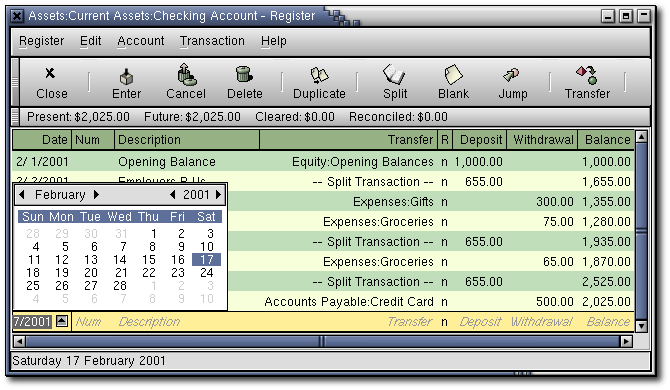 Assets:Current Assets:Checking Account - Register
Register Edit Account Transaction Help
Close Enter Cancel Delete Duplicate Split Blank Jump Transfer
Present: $2,025.00 Future: $2,025.00 Cleared: $0.00 Reconciled: $0.00
Date Num Description Transfer R Deposit Withdrawal Balance
2/ 1/2001 Opening Balance Equity:Opening Balances n 1,000.00 1,000.00
2/ 2/2001 Employers R Us -- Split Transaction -- n 655.00 1,655.00
February 2001
Sun Mon Tue Wed Thu Fri Sat
28 29 30 31 1 2 3
4 5 6 7 8 9 10
11 12 13 14 15 16 17
18 19 20 21 22 23 24
25 26 27 28 1 2 3
4 5 6 7 8 9 10
Expenses:Gifts n 300.00 1,355.00
Expenses:Groceries n 75.00 1,280.00
-- Split Transaction -- n 655.00 1,935.00
Expenses:Groceries n 65.00 1,870.00
-- Split Transaction -- n 655.00 2,525.00
Accounts Payable:Credit Card n 500.00 2,025.00
7/2001 Num Description Transfer n Deposit Withdrawal Balance
Saturday 17 February 2001